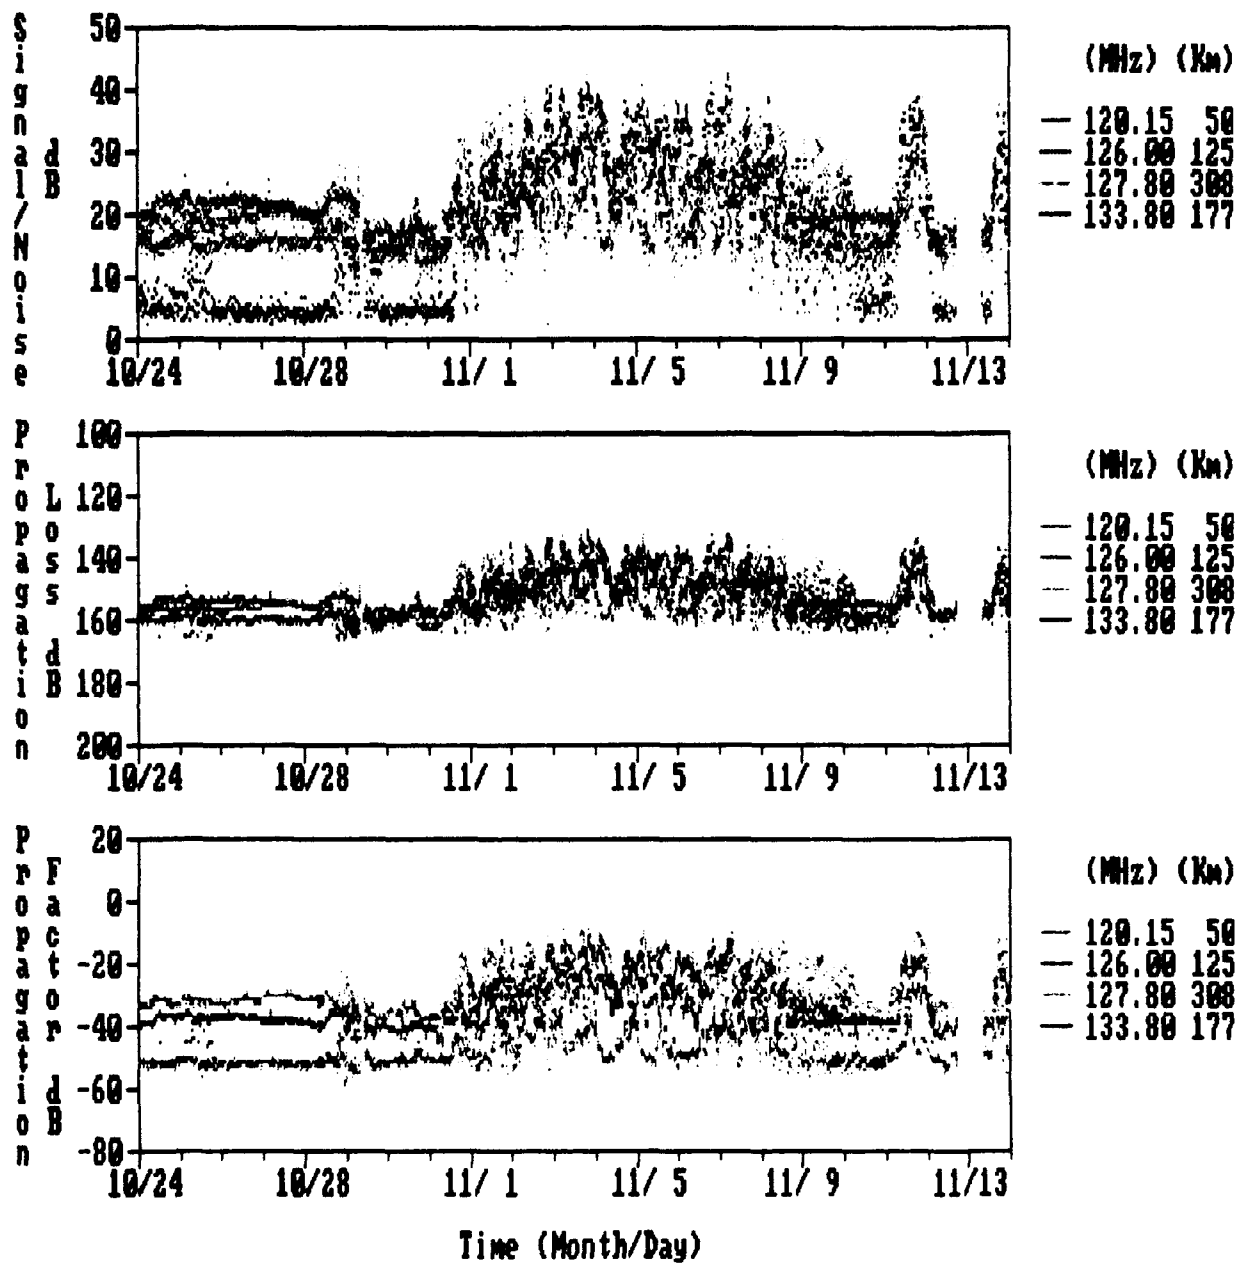 Signal/Noise
dB
50
40
30
20
10
0
10/24 10/28 11/ 1 11/ 5 11/ 9 11/13
(MHz) (Km)
120.15 50
126.00 125
127.80 308
133.80 177
Propagation
Loss dB
100
120
140
160
180
200
10/24 10/28 11/ 1 11/ 5 11/ 9 11/13
(MHz) (Km)
120.15 50
126.00 125
127.80 308
133.80 177
Propagation
Factor dB
20
0
-20
-40
-60
-80
10/24 10/28 11/ 1 11/ 5 11/ 9 11/13
(MHz) (Km)
120.15 50
126.00 125
127.80 308
133.80 177
Time (Month/Day)